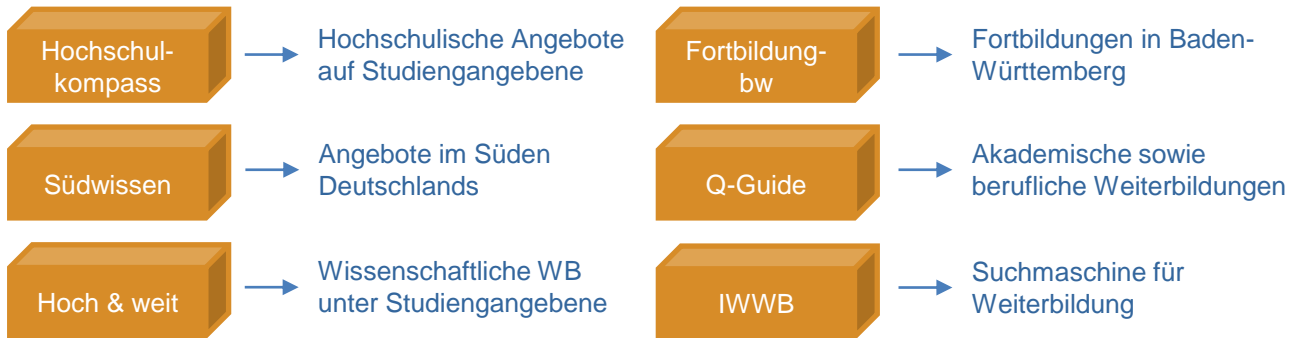 Hochschul-
kompass
Hochschulische Angebote
auf Studiengangebene
Fortbildung-
bw
Fortbildungen in Baden-
Württemberg
Südwissen
Angebote im Süden
Deutschlands
Q-Guide
Akademische sowie
berufliche Weiterbildungen
Hoch & weit
Wissenschaftliche WB
unter Studiengangebene
IWWB
Suchmaschine für
Weiterbildung